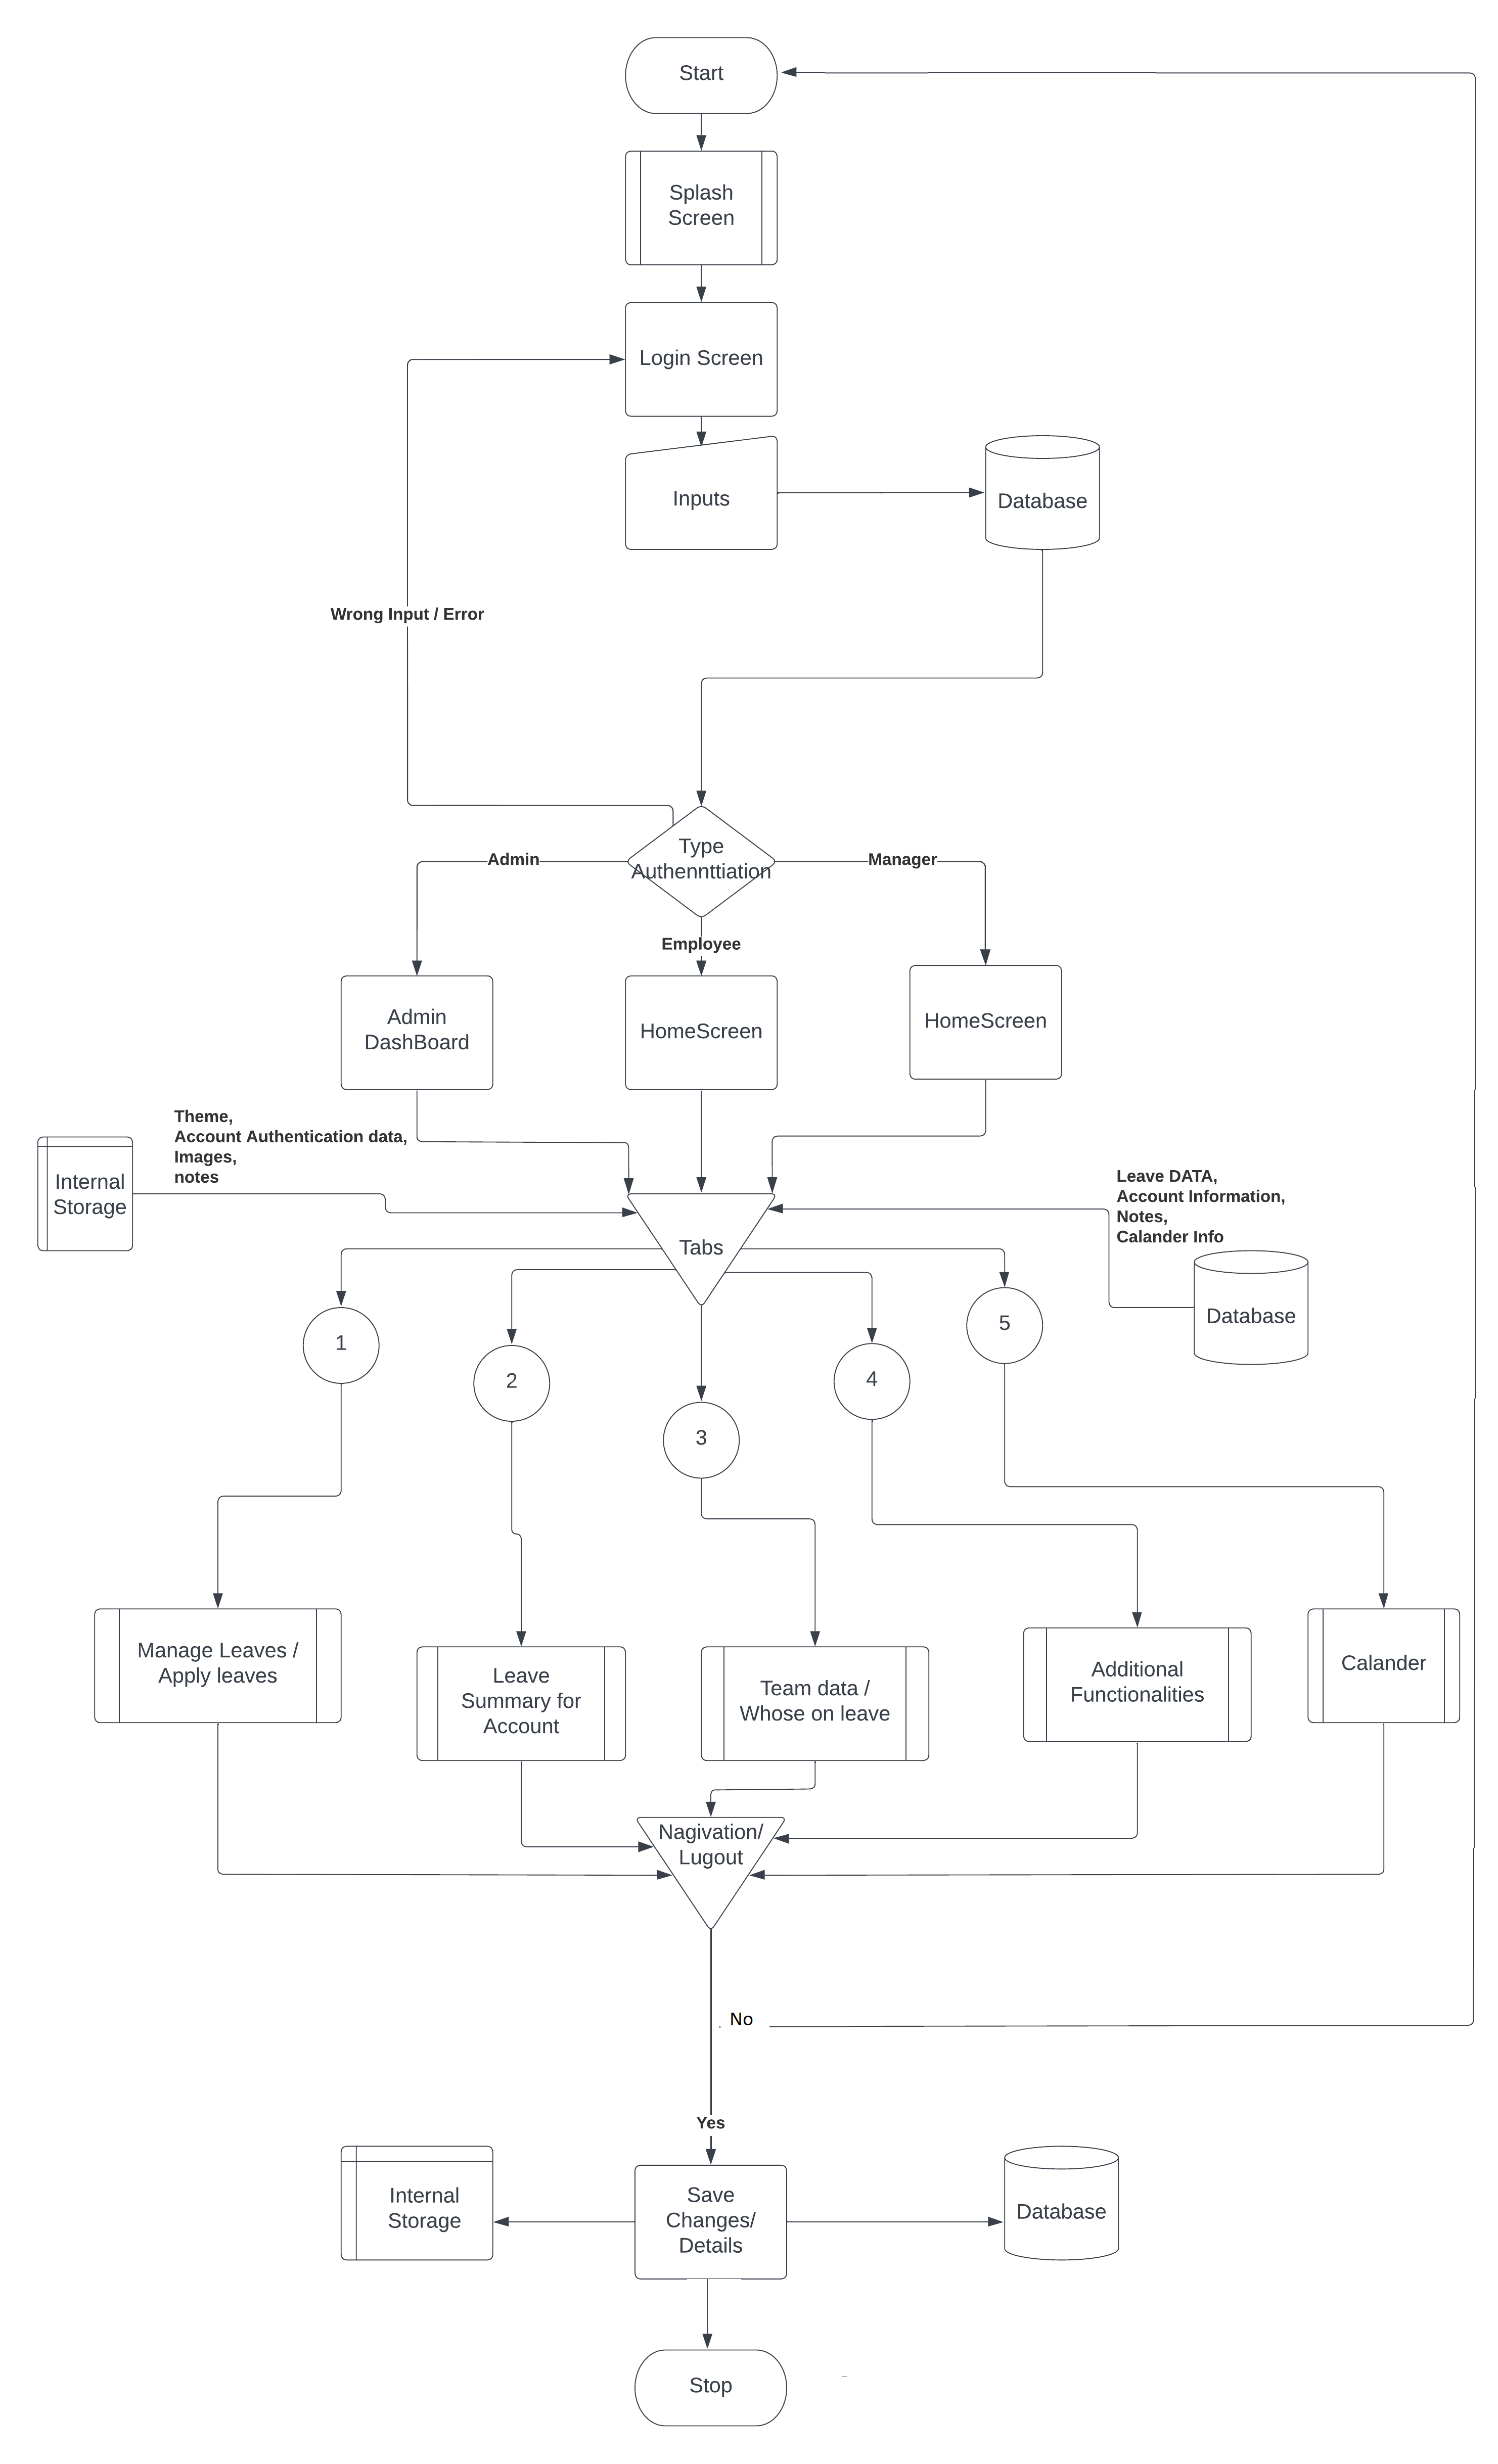 Start
Splash
Screen
Login Screen
Inputs
Database
Wrong Input / Error
Type
Authennttiation
Admin
Manager
Employee
Admin
DashBoard
HomeScreen
HomeScreen
Theme,
Account Authentication data,
Images,
notes
Internal
Storage
Leave DATA,
Account Information,
Notes,
Calander Info
Tabs
Database
1
2
3
4
5
Manage Leaves /
Apply leaves
Leave
Summary for
Account
Team data /
Whose on leave
Additional
Functionalities
Calander
Nagivation/
Lugout
No
Yes
Internal
Storage
Save
Changes/
Details
Database
Stop